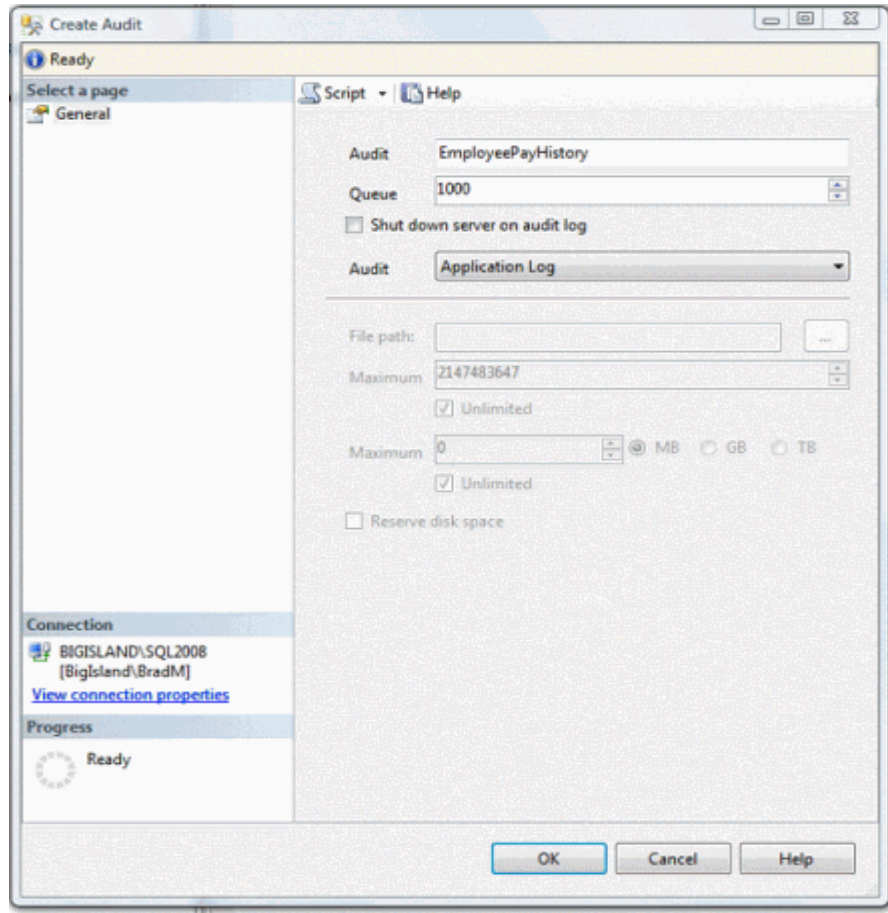 Create Audit
Ready
Select a page
General
Script
Help
Audit EmployeePayHistory
Queue 1000
Shut down server on audit log
Audit Application Log
File path: ...
Maximum 2147483647
Unlimited
Maximum 0 MB GB TB
Unlimited
Reserve disk space
Connection
BIGISLAND\SQL2008
[BigIsland\BradM]
View connection properties
Progress
Ready
OK Cancel Help